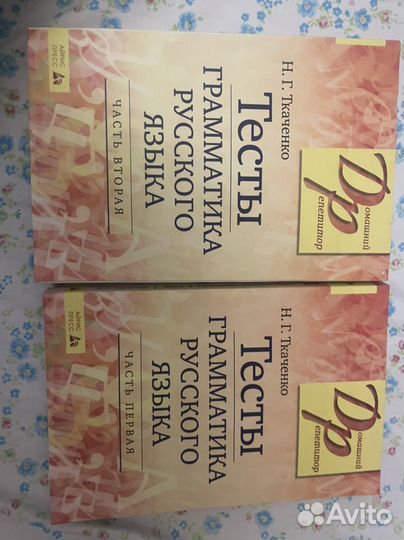 Домашний
Репетитор
Н. Г. Ткаченко
Тесты
ГРАММАТИКА
РУССКОГО
ЯЗЫКА
ЧАСТЬ ВТОРАЯ
АЙРИС
ПРЕСС
Домашний
Репетитор
Н. Г. Ткаченко
Тесты
ГРАММАТИКА
РУССКОГО
ЯЗЫКА
ЧАСТЬ ПЕРВАЯ
АЙРИС
ПРЕСС
Avito